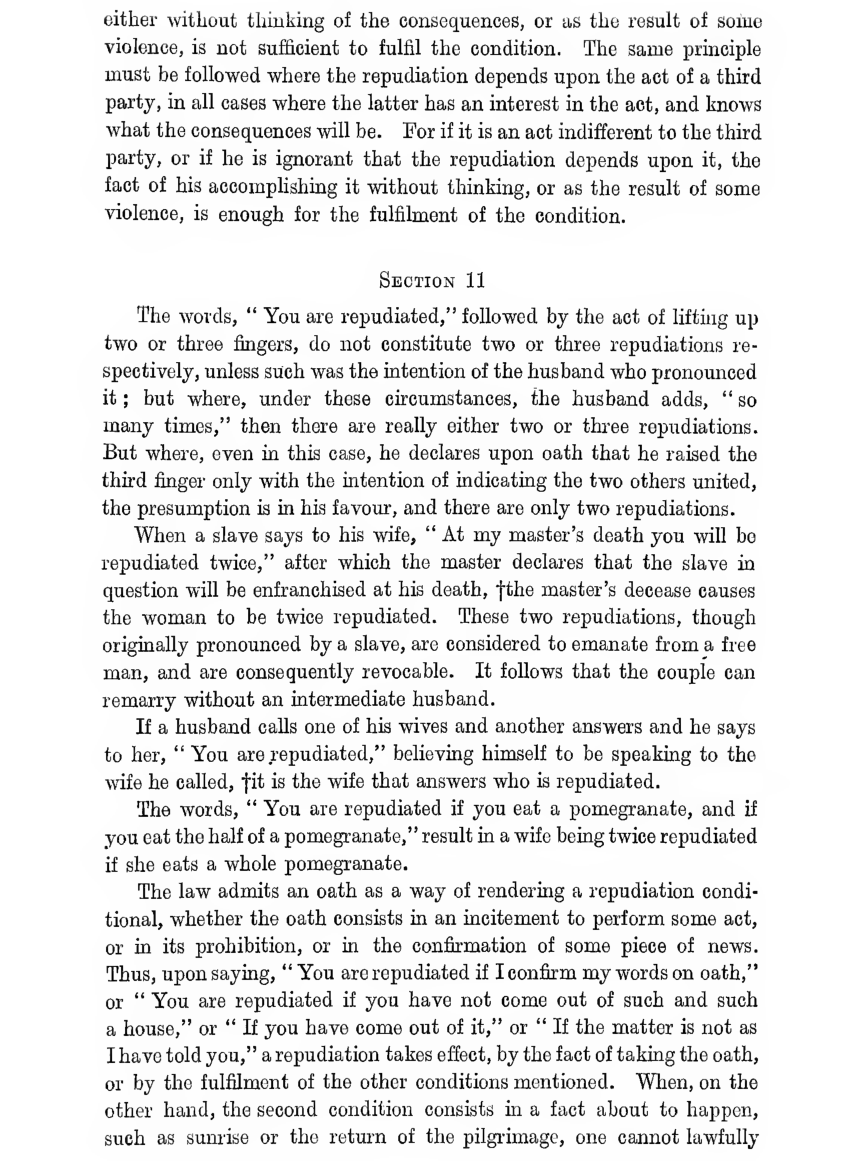 either without thinking of the consequences, or as the result of some
violence, is not sufficient to fulfil the condition. The same principle
must be followed where the repudiation depends upon the act of a third
party, in all cases where the latter has an interest in the act, and knows
what the consequences will be. For if it is an act indifferent to the third
party, or if he is ignorant that the repudiation depends upon it, the
fact of his accomplishing it without thinking, or as the result of some
violence, is enough for the fulfilment of the condition.
SECTION 11
The words, “ You are repudiated,” followed by the act of lifting up
two or three fingers, do not constitute two or three repudiations re-
spectively, unless such was the intention of the husband who pronounced
it ; but where, under these circumstances, the husband adds, “ so
many times,” then there are really either two or three repudiations.
But where, even in this case, he declares upon oath that he raised the
third finger only with the intention of indicating the two others united,
the presumption is in his favour, and there are only two repudiations.
When a slave says to his wife, “ At my master’s death you will be
repudiated twice,” after which the master declares that the slave in
question will be enfranchised at his death, †the master’s decease causes
the woman to be twice repudiated. These two repudiations, though
originally pronounced by a slave, are considered to emanate from a free
man, and are consequently revocable. It follows that the couple can
remarry without an intermediate husband.
If a husband calls one of his wives and another answers and he says
to her, “ You are repudiated,” believing himself to be speaking to the
wife he called, †it is the wife that answers who is repudiated.
The words, “ You are repudiated if you eat a pomegranate, and if
you eat the half of a pomegranate,” result in a wife being twice repudiated
if she eats a whole pomegranate.
The law admits an oath as a way of rendering a repudiation condi-
tional, whether the oath consists in an incitement to perform some act,
or in its prohibition, or in the confirmation of some piece of news.
Thus, upon saying, “ You are repudiated if I confirm my words on oath,”
or “ You are repudiated if you have not come out of such and such
a house,” or “ If you have come out of it,” or “ If the matter is not as
I have told you,” a repudiation takes effect, by the fact of taking the oath,
or by the fulfilment of the other conditions mentioned. When, on the
other hand, the second condition consists in a fact about to happen,
such as sunrise or the return of the pilgrimage, one cannot lawfully